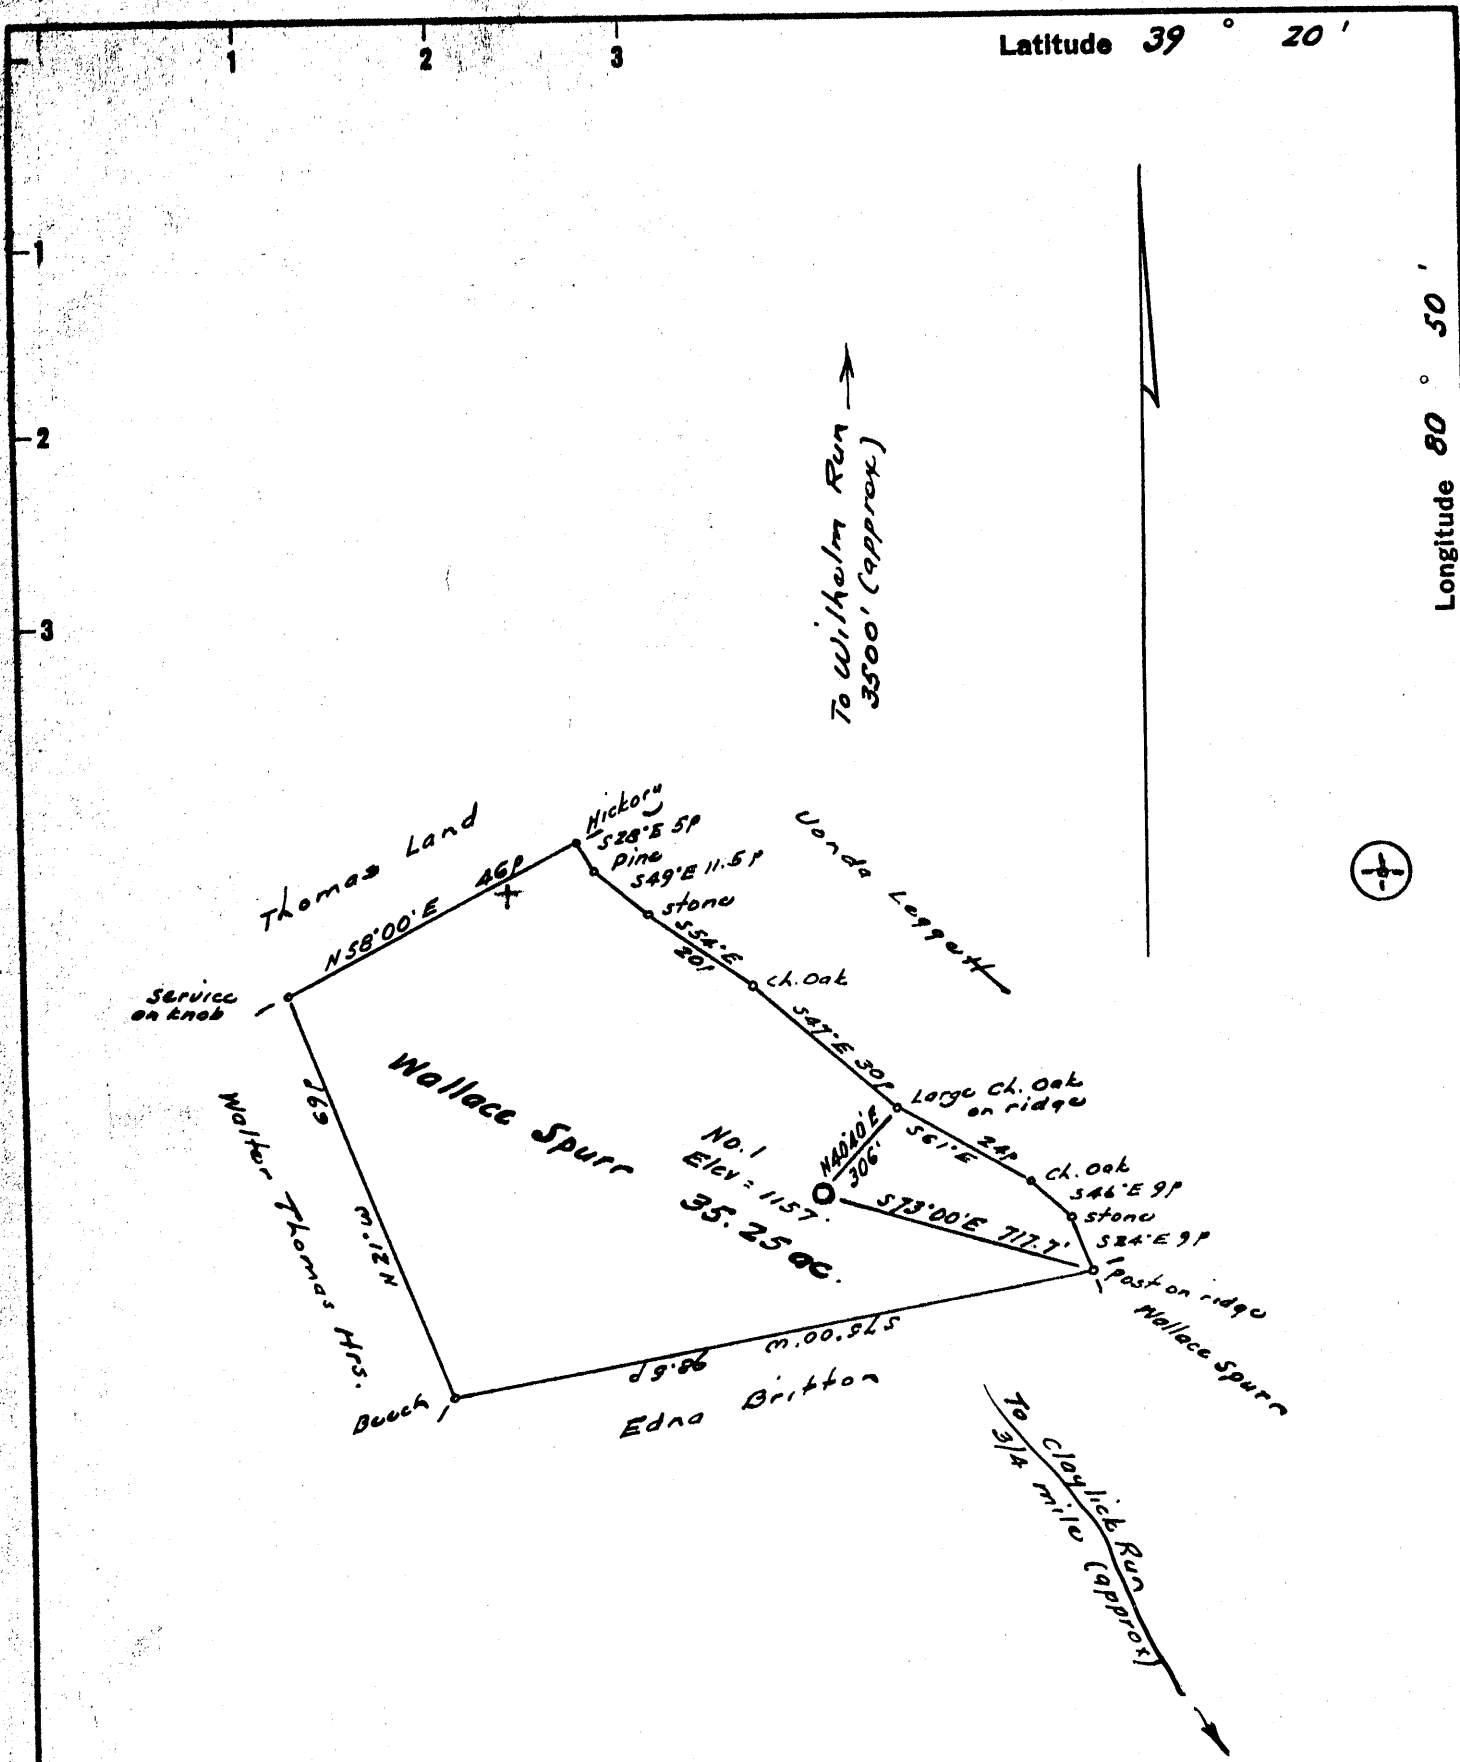 Latitude 39° 20'
1
2
3
1
2
3
Longitude 80° 50'
To Wilhelm Run
3500' (approx)
Thomas Land
Hickory
S28°E 5P
Pine
S49°E 11.5P
stone
S54°E
20P
Ch. Oak
S47°E 30P
Large Ch. Oak
on ridge
S61°E 24P
Ch. Oak
S46°E 9P
stone
S24°E 9P
Post on ridge
Wallace Spurr
Vonda Leggett
N58°00'E 46P
Service
on knob
69P
N21°W
Walter Thomas Hrs.
Wallace Spurr
35.25 ac.
No. 1
Elev = 1157'
N40°40'E
306'
S73°00'E 717.7'
S75°00'W
98.6P
Beech
Edna Britton
To Claylick Run
3/4 mile (approx)